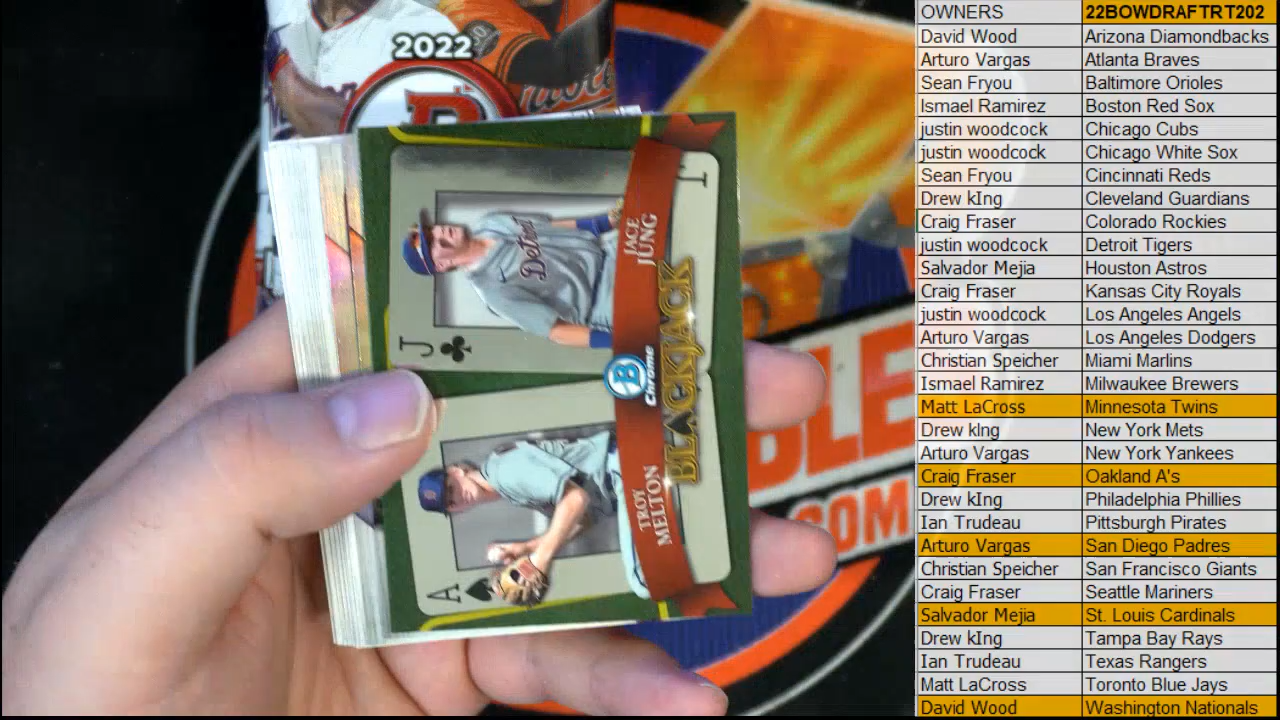 2022
B
J
Detroit
JACE
JUNG
BLACKJACK
B Chrome
A
TROY
MELTON
BLE
.COM
OWNERS 22BOWDRAFTRT202
David Wood Arizona Diamondbacks
Arturo Vargas Atlanta Braves
Sean Fryou Baltimore Orioles
Ismael Ramirez Boston Red Sox
justin woodcock Chicago Cubs
justin woodcock Chicago White Sox
Sean Fryou Cincinnati Reds
Drew kIng Cleveland Guardians
Craig Fraser Colorado Rockies
justin woodcock Detroit Tigers
Salvador Mejia Houston Astros
Craig Fraser Kansas City Royals
justin woodcock Los Angeles Angels
Arturo Vargas Los Angeles Dodgers
Christian Speicher Miami Marlins
Ismael Ramirez Milwaukee Brewers
Matt LaCross Minnesota Twins
Drew kIng New York Mets
Arturo Vargas New York Yankees
Craig Fraser Oakland A's
Drew kIng Philadelphia Phillies
Ian Trudeau Pittsburgh Pirates
Arturo Vargas San Diego Padres
Christian Speicher San Francisco Giants
Craig Fraser Seattle Mariners
Salvador Mejia St. Louis Cardinals
Drew kIng Tampa Bay Rays
Ian Trudeau Texas Rangers
Matt LaCross Toronto Blue Jays
David Wood Washington Nationals